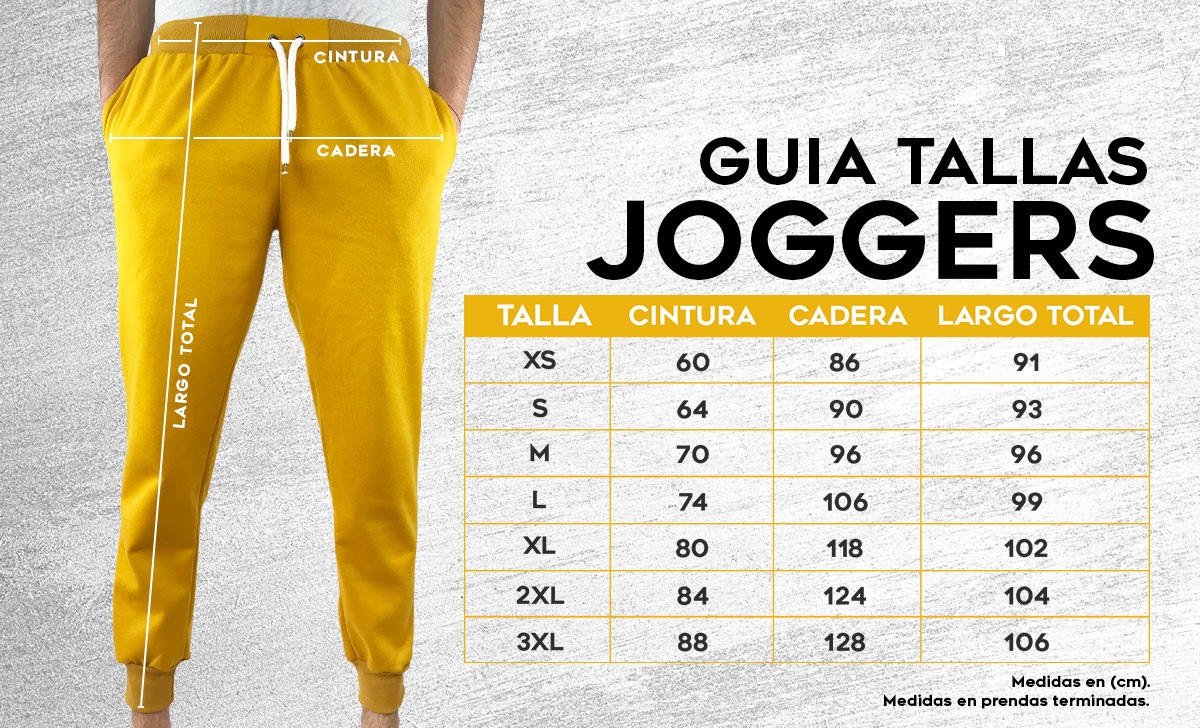 CINTURA
CADERA
LARGO TOTAL
GUIA TALLAS
JOGGERS
TALLA CINTURA CADERA LARGO TOTAL
XS 60 86 91
S 64 90 93
M 70 96 96
L 74 106 99
XL 80 118 102
2XL 84 124 104
3XL 88 128 106
Medidas en (cm).
Medidas en prendas terminadas.